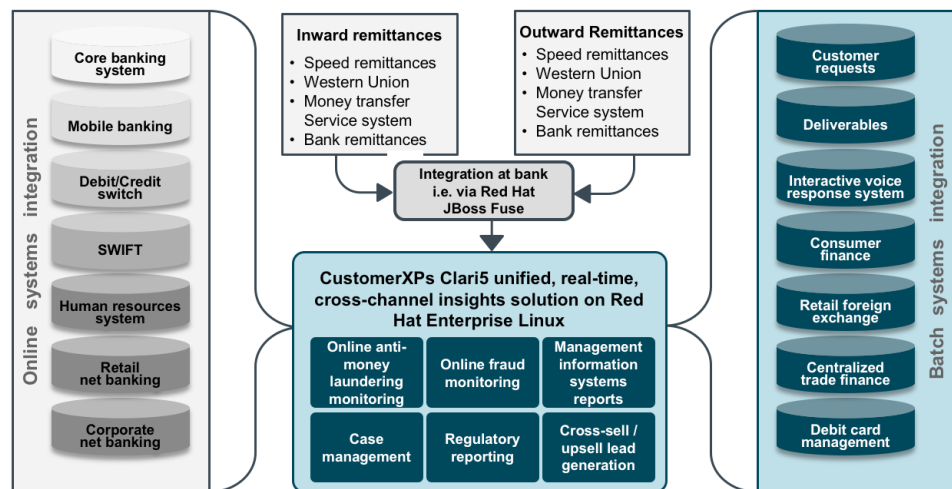 Online systems integration
Core banking
system
Mobile banking
Debit/Credit
switch
SWIFT
Human resources
system
Retail
net banking
Corporate
net banking
Inward remittances
• Speed remittances
• Western Union
• Money transfer
Service system
• Bank remittances
Outward Remittances
• Speed remittances
• Western Union
• Money transfer
Service system
• Bank remittances
Integration at bank
i.e. via Red Hat
JBoss Fuse
CustomerXPs Clari5 unified, real-time,
cross-channel insights solution on Red
Hat Enterprise Linux
Online anti-
money
laundering
monitoring
Online fraud
monitoring
Management
information
systems
reports
Case
management
Regulatory
reporting
Cross-sell /
upsell lead
generation
Customer
requests
Deliverables
Interactive voice
response system
Consumer
finance
Retail foreign
exchange
Centralized
trade finance
Debit card
management
Batch systems integration